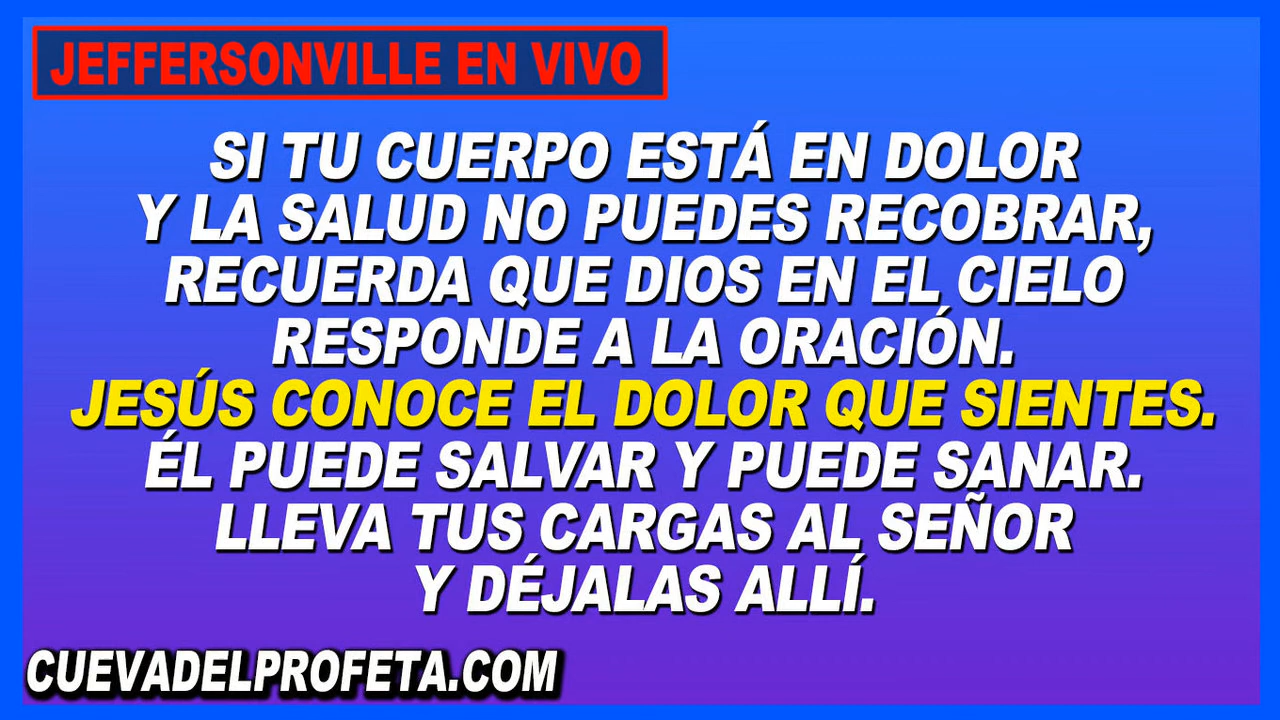 JEFFERSONVILLE EN VIVO
SI TU CUERPO ESTÁ EN DOLOR
Y LA SALUD NO PUEDES RECOBRAR,
RECUERDA QUE DIOS EN EL CIELO
RESPONDE A LA ORACIÓN.
JESÚS CONOCE EL DOLOR QUE SIENTES.
ÉL PUEDE SALVAR Y PUEDE SANAR.
LLEVA TUS CARGAS AL SEÑOR
Y DÉJALAS ALLÍ.
CUEVADELPROFETA.COM